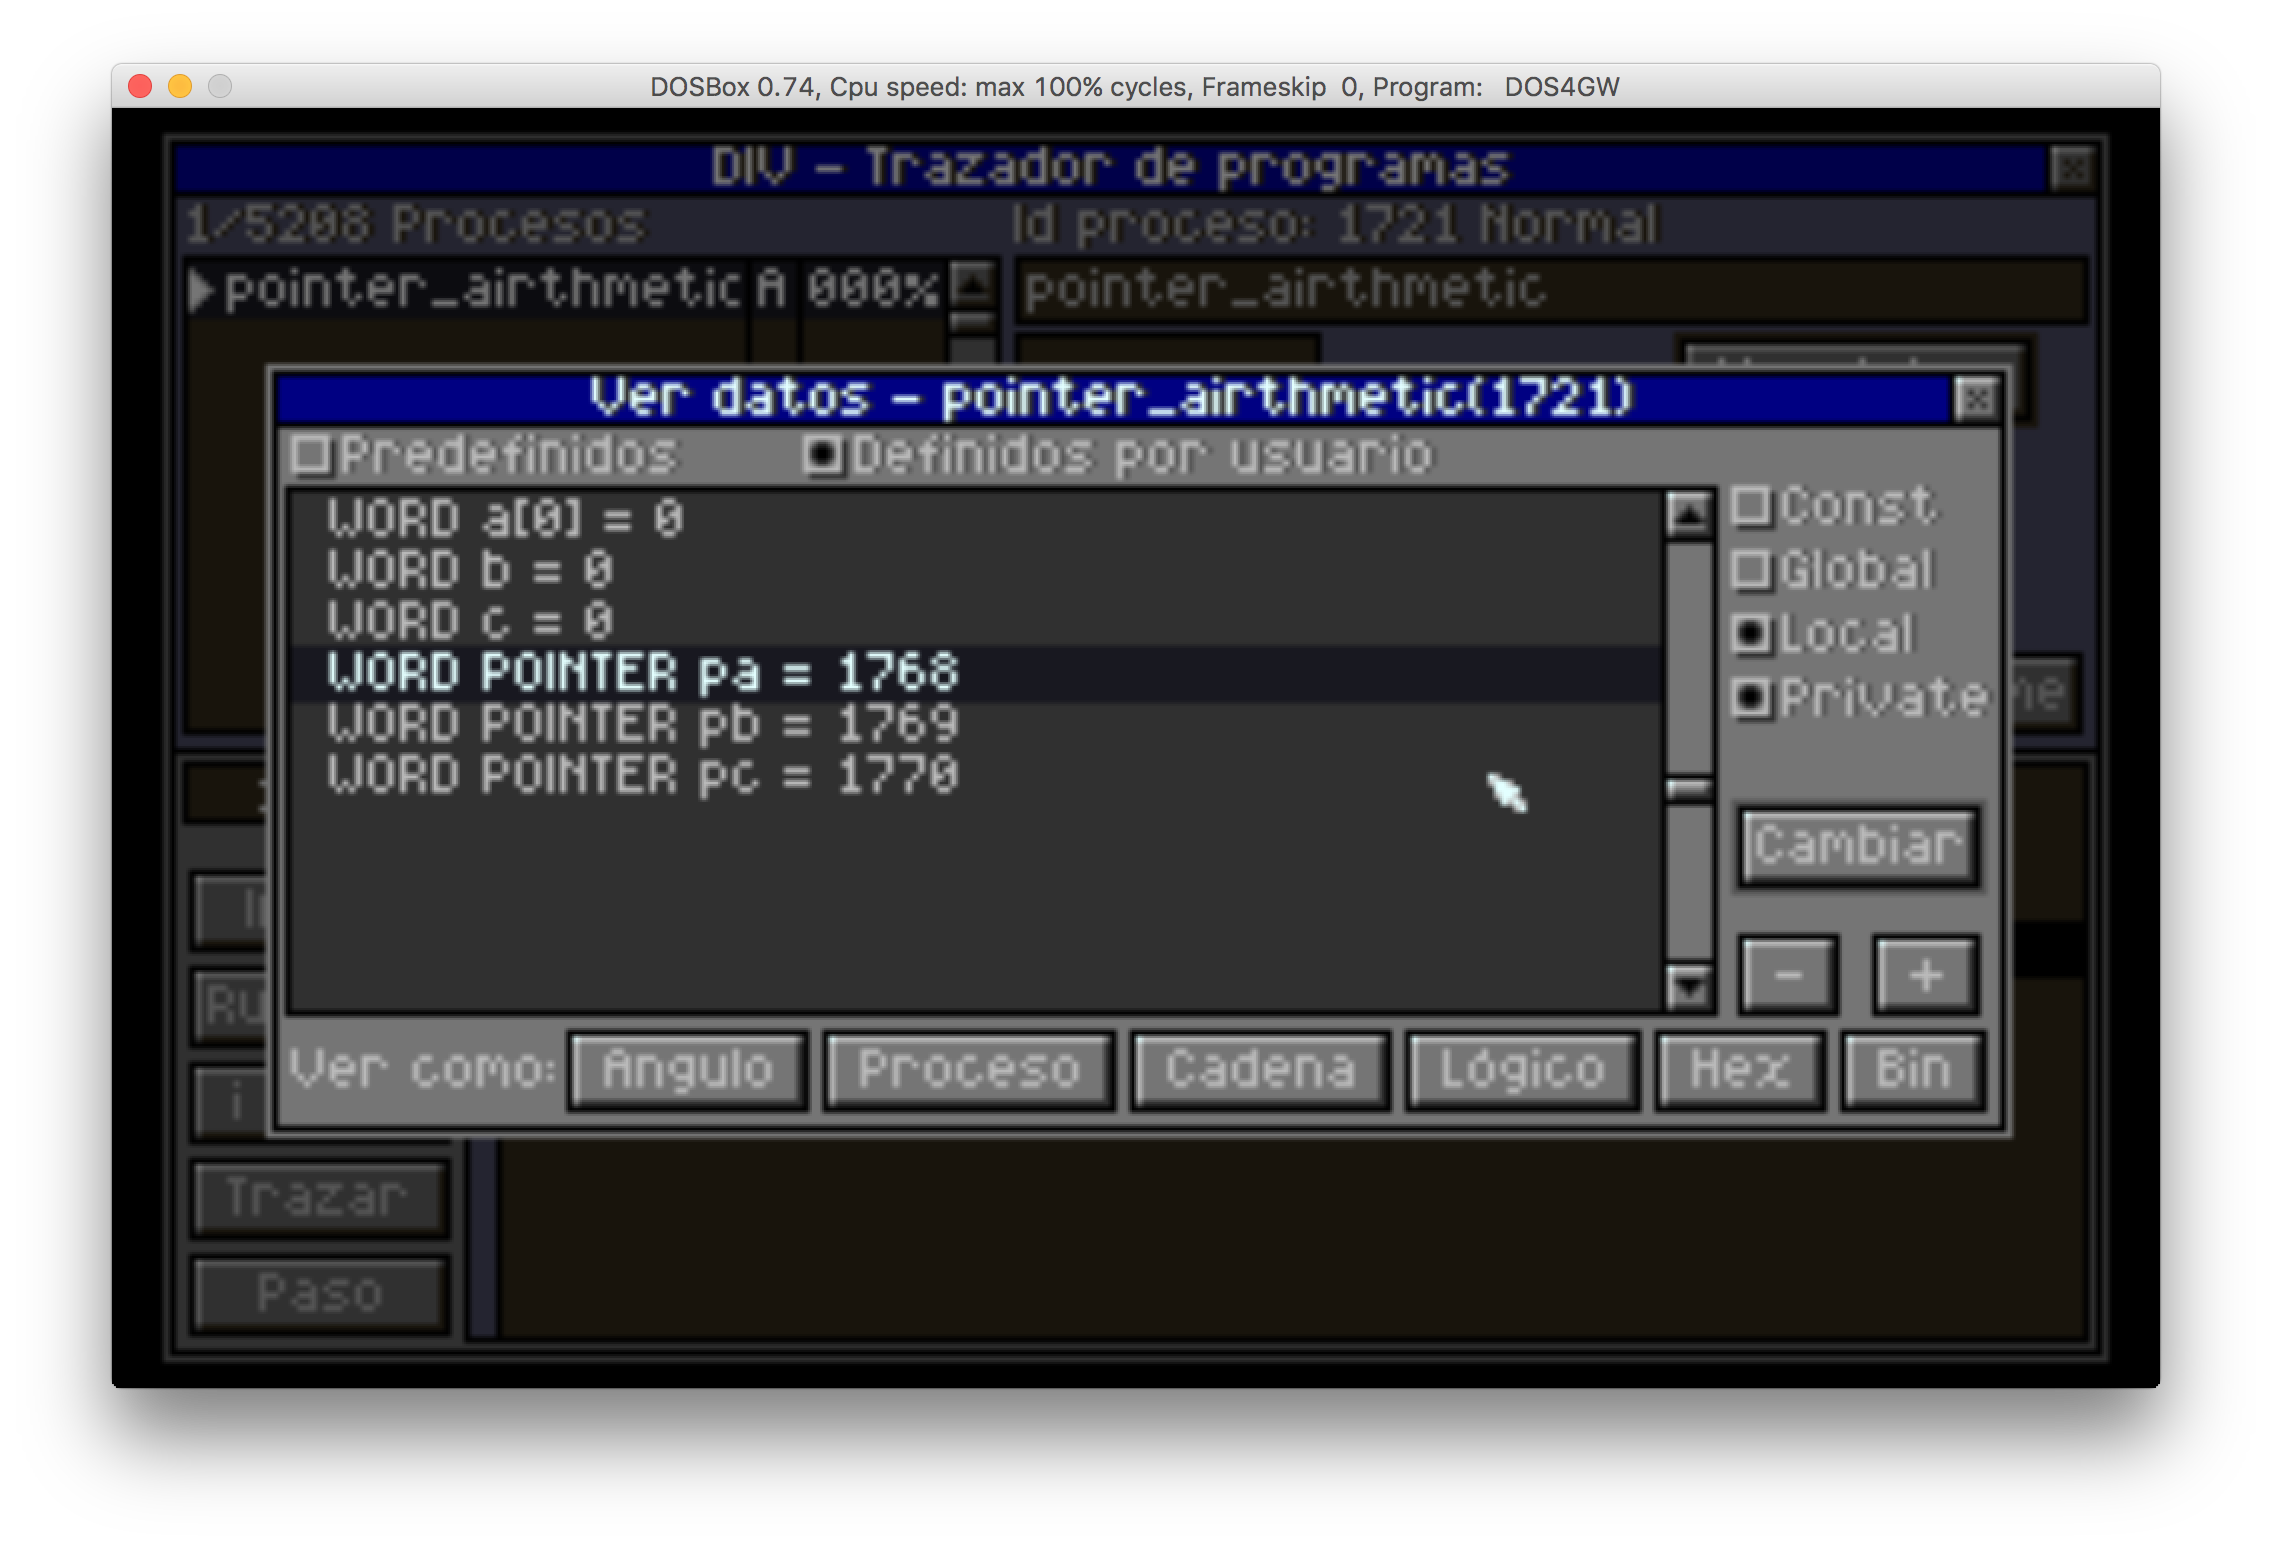 DOSBox 0.74, Cpu speed: max 100% cycles, Frameskip 0, Program: DOS4GW
DIV - Trazador de programas
1/5208 Procesos
Id proceso: 1721 Normal
pointer_airthmetic A 000%
pointer_airthmetic
Ver datos - pointer_airthmetic(1721)
Predefinidos
Definidos por usuario
WORD a[0] = 0
WORD b = 0
WORD c = 0
WORD POINTER pa = 1768
WORD POINTER pb = 1769
WORD POINTER pc = 1770
Const
Global
Local
Private
Cambiar
- +
Ver como: Angulo Proceso Cadena Lógico Hex Bin
Trazar
Paso